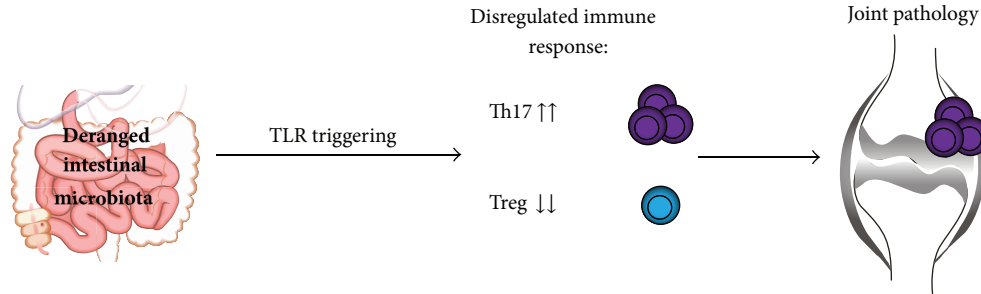 Deranged
intestinal
microbiota
TLR triggering
Disregulated immune
response:
Th17 ↑↑
Treg ↓↓
Joint pathology